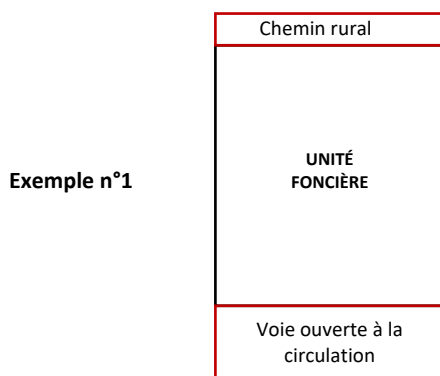 Chemin rural
Exemple n°1
UNITÉ
FONCIÈRE
Voie ouverte à la
circulation